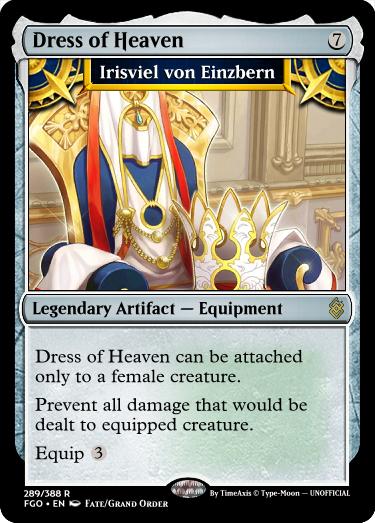 Dress of Heaven 7
Irisviel von Einzbern
Legendary Artifact — Equipment
Dress of Heaven can be attached
only to a female creature.
Prevent all damage that would be
dealt to equipped creature.
Equip 3
289/388 R
FGO • EN Fate/Grand Order
By TimeAxis © Type-Moon — UNOFFICIAL